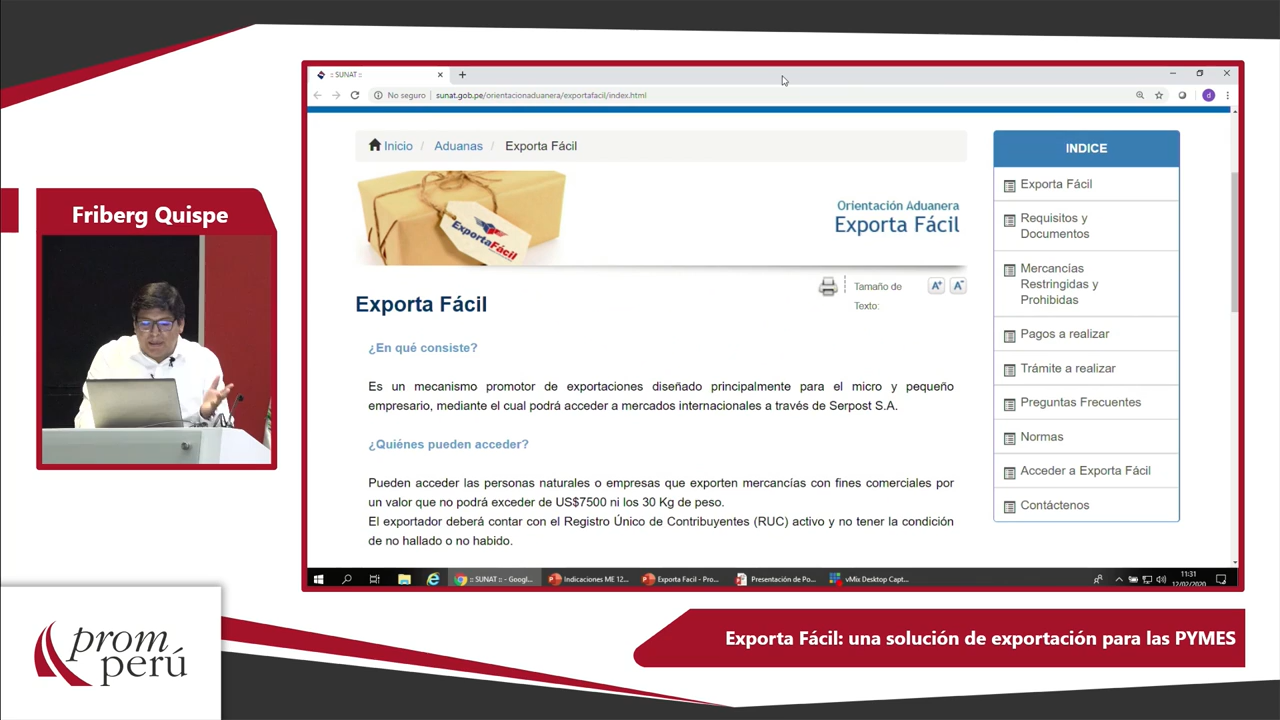 :: SUNAT ::
No seguro
sunat.gob.pe/orientacionaduanera/exportafacil/index.html
d
Inicio / Aduanas / Exporta Fácil
ExportaFácil
Orientación Aduanera
Exporta Fácil
Tamaño de
Texto:
A+ A-
Exporta Fácil
¿En qué consiste?
Es un mecanismo promotor de exportaciones diseñado principalmente para el micro y pequeño
empresario, mediante el cual podrá acceder a mercados internacionales a través de Serpost S.A.
¿Quiénes pueden acceder?
Pueden acceder las personas naturales o empresas que exporten mercancías con fines comerciales por
un valor que no podrá exceder de US$7500 ni los 30 Kg de peso.
El exportador deberá contar con el Registro Único de Contribuyentes (RUC) activo y no tener la condición
de no hallado o no habido.
INDICE
Exporta Fácil
Requisitos y
Documentos
Mercancías
Restringidas y
Prohibidas
Pagos a realizar
Trámite a realizar
Preguntas Frecuentes
Normas
Acceder a Exporta Fácil
Contáctenos
:: SUNAT :: - Googl...
Indicaciones ME 12...
Exporta Facil - Pro...
Presentación de Po...
vMix Desktop Capt...
11:31
12/02/2020
Friberg Quispe
prom
perú
Exporta Fácil: una solución de exportación para las PYMES